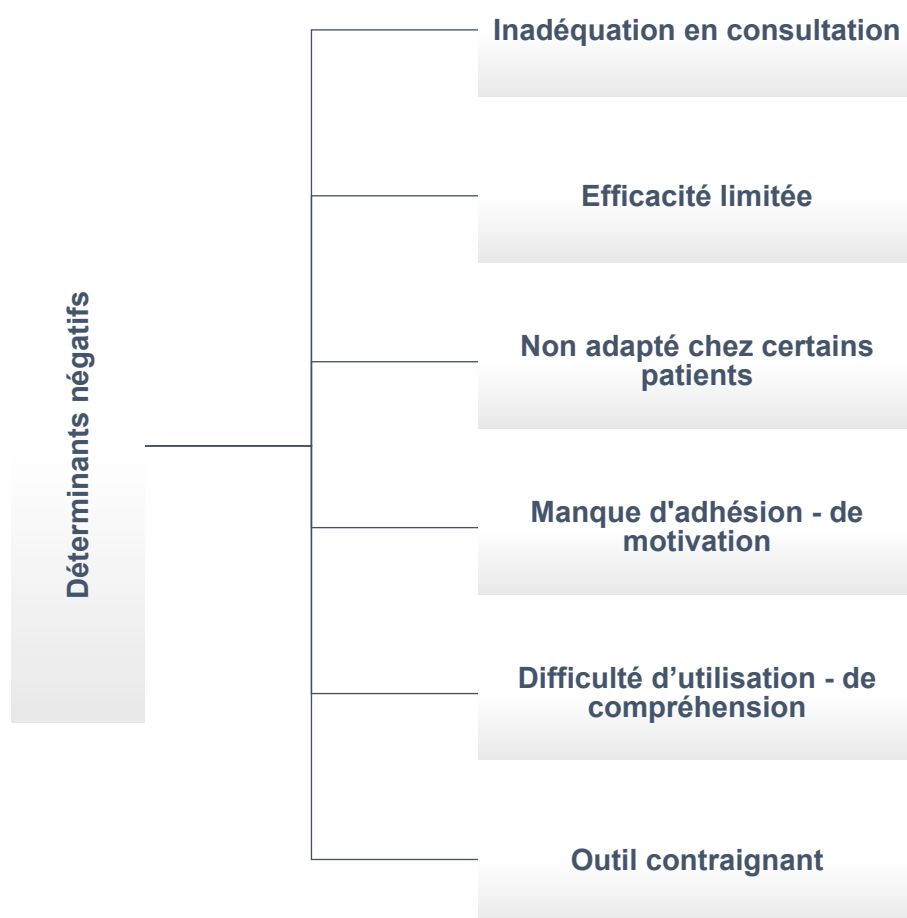 Déterminants négatifs
Inadéquation en consultation
Efficacité limitée
Non adapté chez certains
patients
Manque d'adhésion - de
motivation
Difficulté d’utilisation - de
compréhension
Outil contraignant